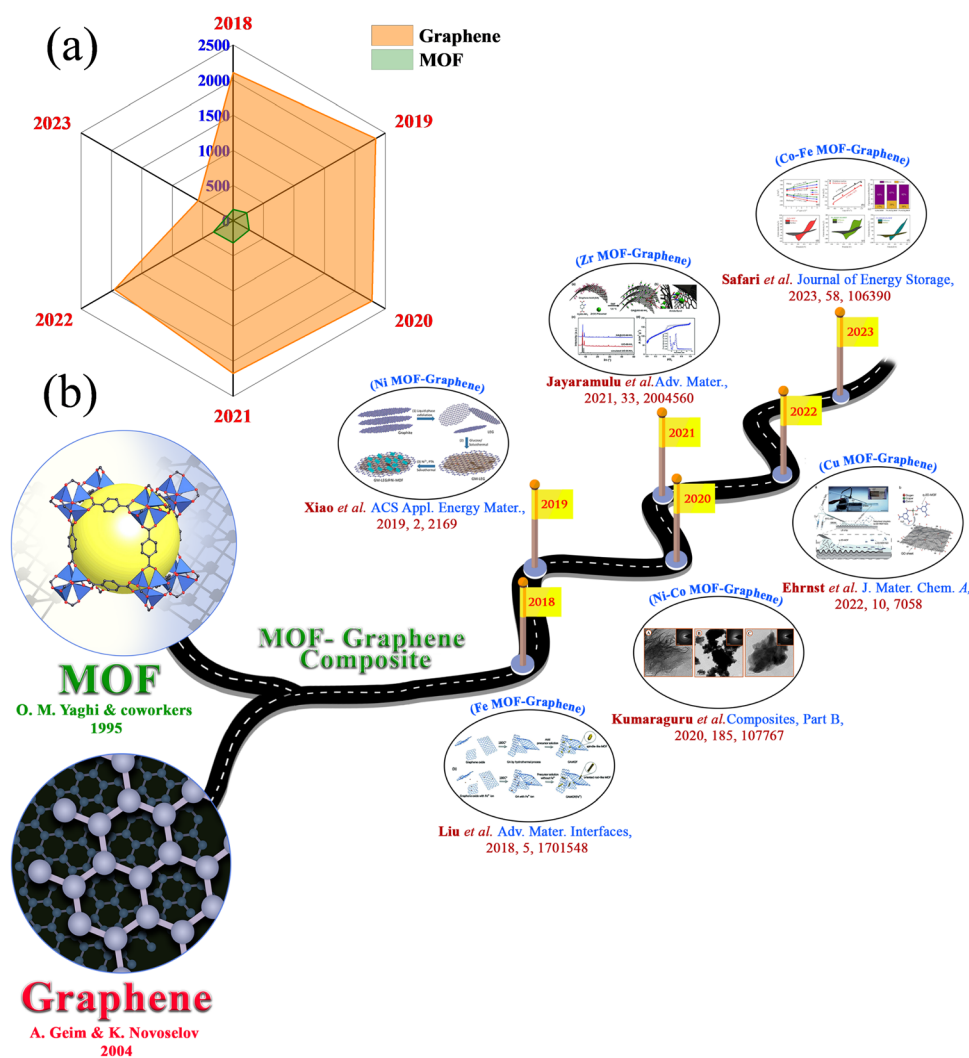 (a)
2018
2019
2020
2021
2022
2023
2500
2000
1500
1000
500
0
Graphene
MOF
(b)
MOF
O. M. Yaghi & coworkers
1995
Graphene
A. Geim & K. Novoselov
2004
MOF- Graphene
Composite
2018
(Fe MOF-Graphene)
Liu et al. Adv. Mater. Interfaces,
2018, 5, 1701548
2019
(Ni MOF-Graphene)
Graphite
LEG
GM-LEG
Xiao et al. ACS Appl. Energy Mater.,
2019, 2, 2169
2020
(Ni-Co MOF-Graphene)
Kumaraguru et al.Composites, Part B,
2020, 185, 107767
2021
(Zr MOF-Graphene)
Jayaramulu et al.Adv. Mater.,
2021, 33, 2004560
2022
(Cu MOF-Graphene)
Ehrnst et al. J. Mater. Chem. A,
2022, 10, 7058
2023
(Co-Fe MOF-Graphene)
Safari et al. Journal of Energy Storage,
2023, 58, 106390